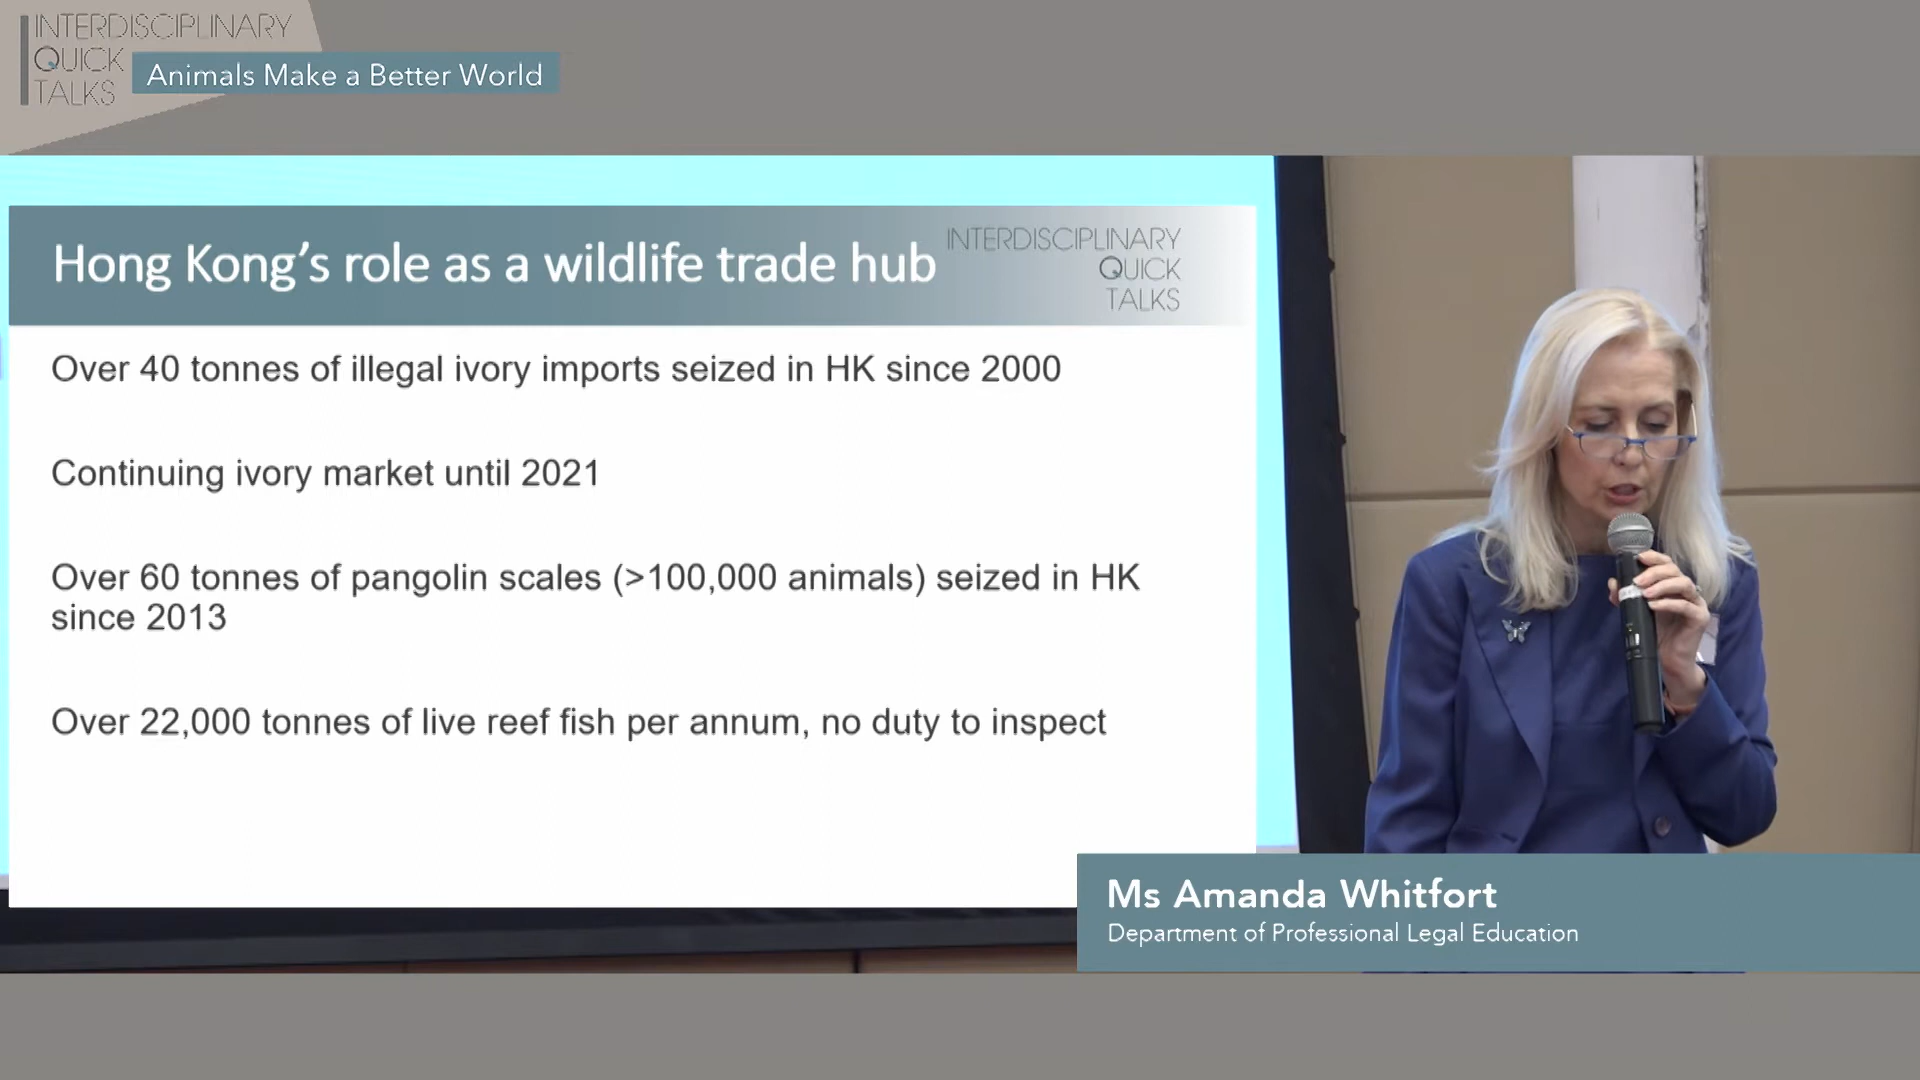 INTERDISCIPLINARY
QUICK
TALKS
Animals Make a Better World
Hong Kong's role as a wildlife trade hub
INTERDISCIPLINARY
QUICK
TALKS
Over 40 tonnes of illegal ivory imports seized in HK since 2000
Continuing ivory market until 2021
Over 60 tonnes of pangolin scales (>100,000 animals) seized in HK
since 2013
Over 22,000 tonnes of live reef fish per annum, no duty to inspect
Ms Amanda Whitfort
Department of Professional Legal Education